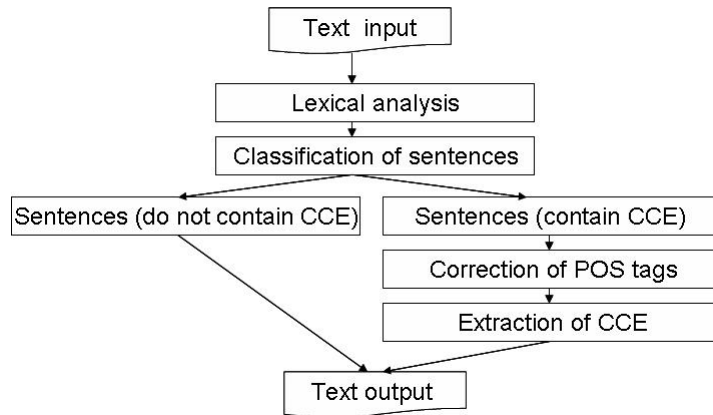 Text input
Lexical analysis
Classification of sentences
Sentences (do not contain CCE)
Sentences (contain CCE)
Correction of POS tags
Extraction of CCE
Text output